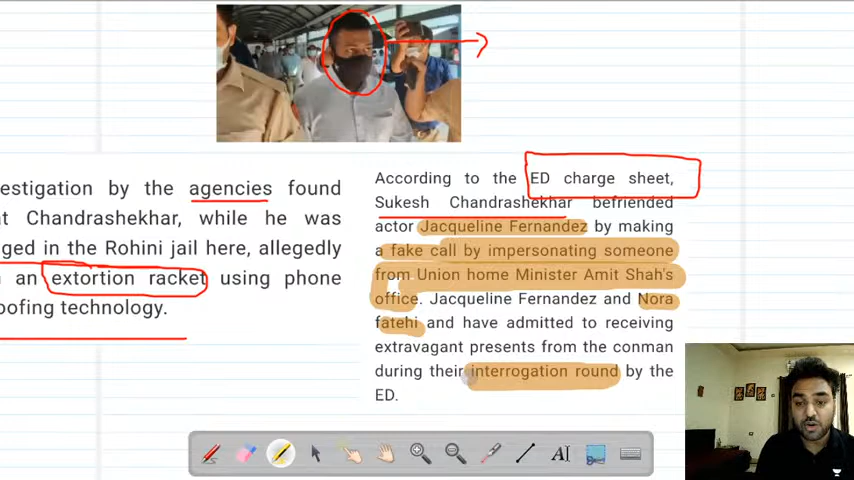 estigation by the agencies found
at Chandrashekhar, while he was
ged in the Rohini jail here, allegedly
an extortion racket using phone
oofing technology.
According to the ED charge sheet,
Sukesh Chandrashekhar befriended
actor Jacqueline Fernandez by making
a fake call by impersonating someone
from Union home Minister Amit Shah's
office. Jacqueline Fernandez and Nora
fatehi and have admitted to receiving
extravagant presents from the conman
during their interrogation round by the
ED.
AI